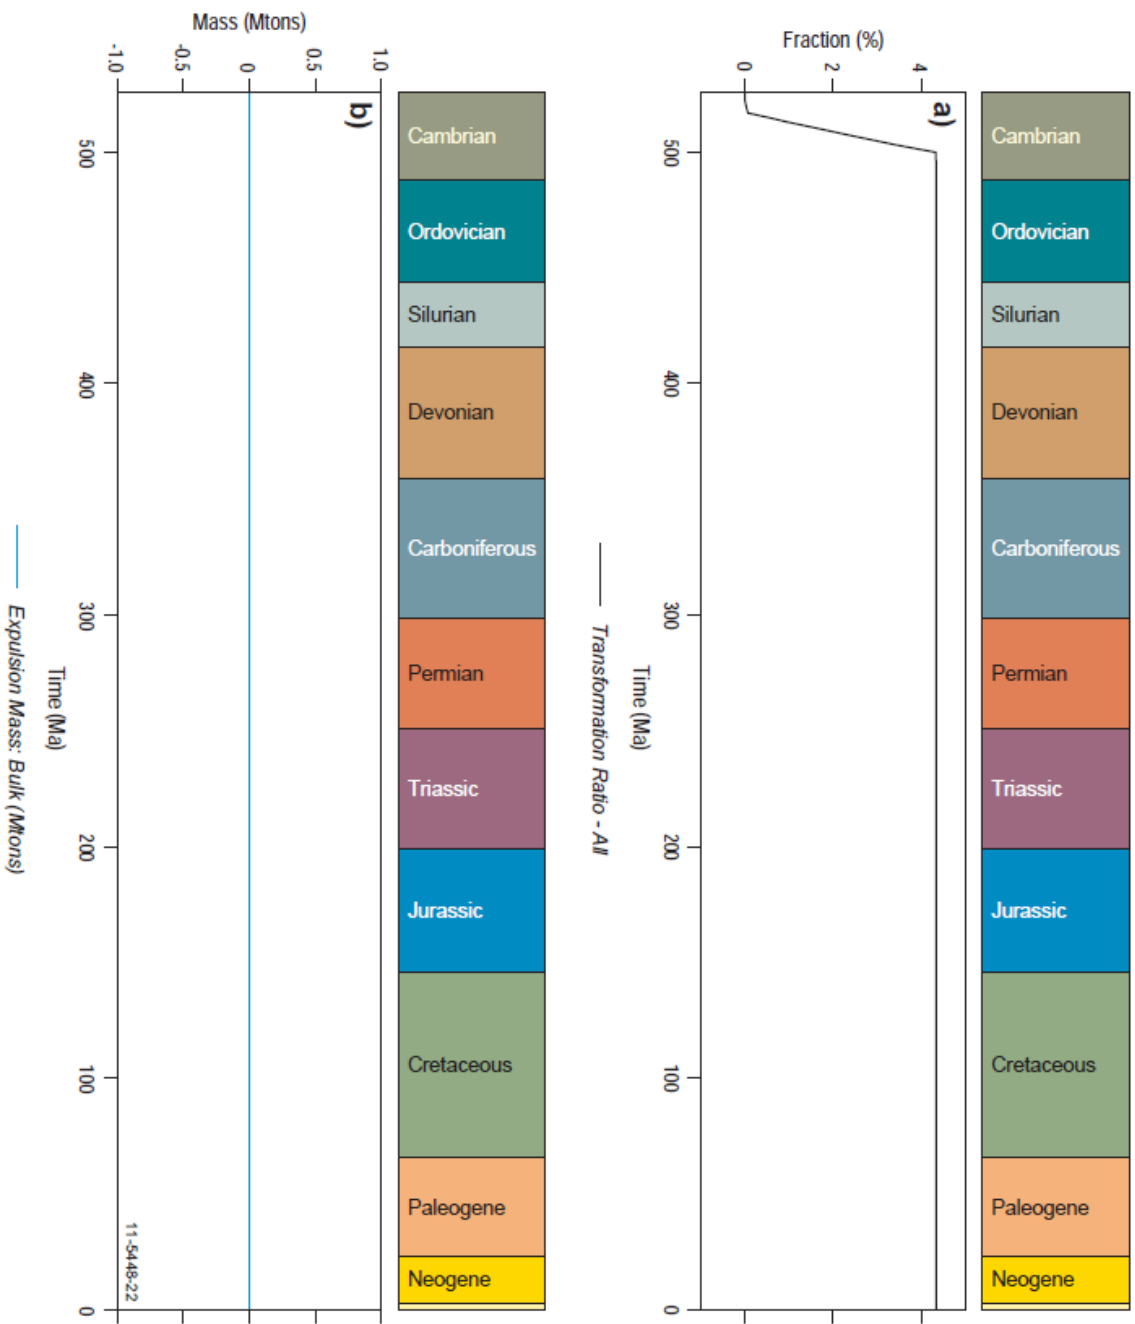 a)
Cambrian
Ordovician
Silurian
Devonian
Carboniferous
Permian
Triassic
Jurassic
Cretaceous
Paleogene
Neogene
Fraction (%)
4
2
0
500
400
300
200
100
0
Time (Ma)
Transformation Ratio - All
b)
Cambrian
Ordovician
Silurian
Devonian
Carboniferous
Permian
Triassic
Jurassic
Cretaceous
Paleogene
Neogene
Mass (Mtons)
1.0
0.5
0
-0.5
-1.0
500
400
300
200
100
0
Time (Ma)
Expulsion Mass: Bulk (Mtons)
11-5448-22